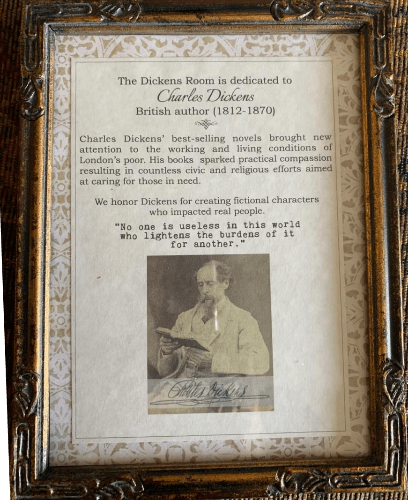 The Dickens Room is dedicated to
Charles Dickens
British author (1812-1870)
Charles Dickens' best-selling novels brought new
attention to the working and living conditions of
London's poor. His books sparked practical compassion
resulting in countless civic and religious efforts aimed
at caring for those in need.
We honor Dickens for creating fictional characters
who impacted real people.
"No one is useless in this world
who lightens the burdens of it
for another."
Charles Dickens